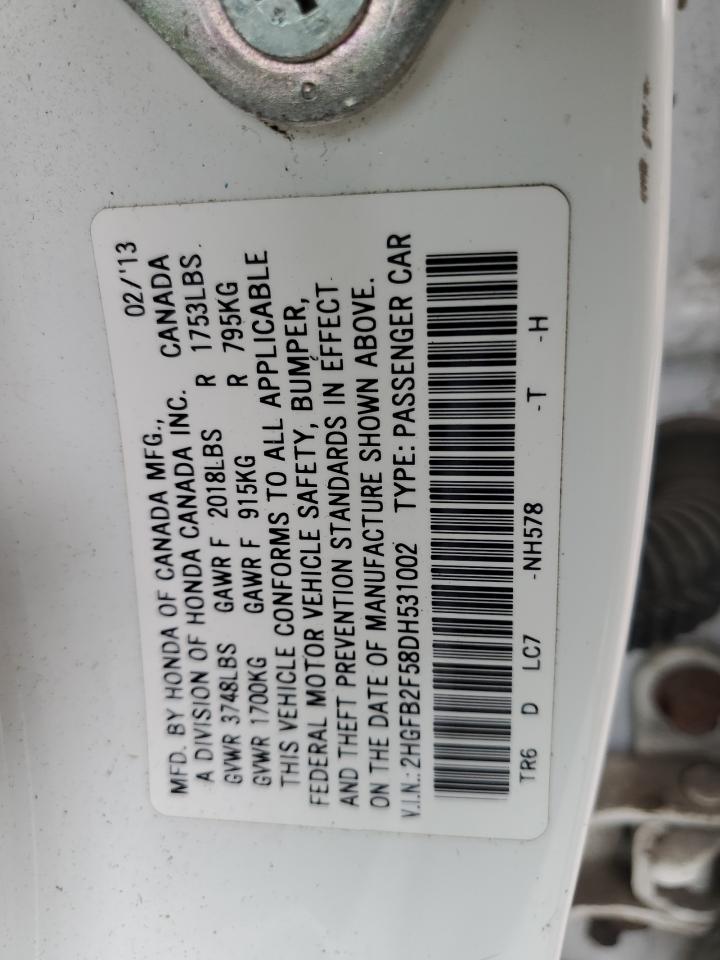 MFD. BY HONDA OF CANADA MFG., 02/'13
A DIVISION OF HONDA CANADA INC. CANADA
GVWR 3748LBS GAWR F 2018LBS R 1753LBS
GVWR 1700KG GAWR F 915KG R 795KG
THIS VEHICLE CONFORMS TO ALL APPLICABLE
FEDERAL MOTOR VEHICLE SAFETY, BUMPER,
AND THEFT PREVENTION STANDARDS IN EFFECT
ON THE DATE OF MANUFACTURE SHOWN ABOVE.
V.I.N.: 2HGFB2F58DH531002 TYPE: PASSENGER CAR
TR6 D LC7 -NH578 -T -H